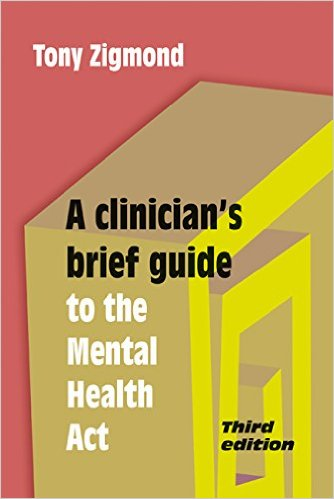 Tony Zigmond
A clinician's
brief guide
to the
Mental
Health
Act
Third
edition